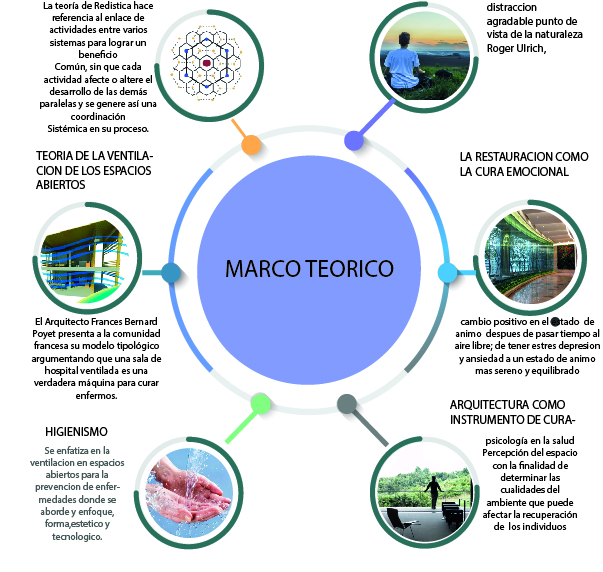 La teoría de Redistica hace
referencia al enlace de
actividades entre varios
sistemas para lograr un
beneficio
Común, sin que cada
actividad afecte o altere el
desarrollo de las demás
paralelas y se genere así una
coordinación
Sistémica en su proceso.
distraccion
agradable punto de
vista de la naturaleza
Roger Ulrich,
TEORIA DE LA VENTILA-
CION DE LOS ESPACIOS
ABIERTOS
LA RESTAURACION COMO
LA CURA EMOCIONAL
MARCO TEORICO
El Arquitecto Frances Bernard
Poyet presenta a la comunidad
francesa su modelo tipológico
argumentando que una sala de
hospital ventilada es una
verdadera máquina para curar
enfermos.
cambio positivo en el tado de
animo despues de pasar tiempo al
aire libre; de tener estres depresion
y ansiedad a un estado de animo
mas sereno y equilibrado
HIGIENISMO
Se enfatiza en la
ventilacion en espacios
abiertos para la
prevencion de enfer-
medades donde se
aborde y enfoque,
forma,estetico y
tecnologico.
ARQUITECTURA COMO
INSTRUMENTO DE CURA-
psicología en la salud
Percepción del espacio
con la finalidad de
determinar las
cualidades del
ambiente que puede
afectar la recuperación
de los individuos